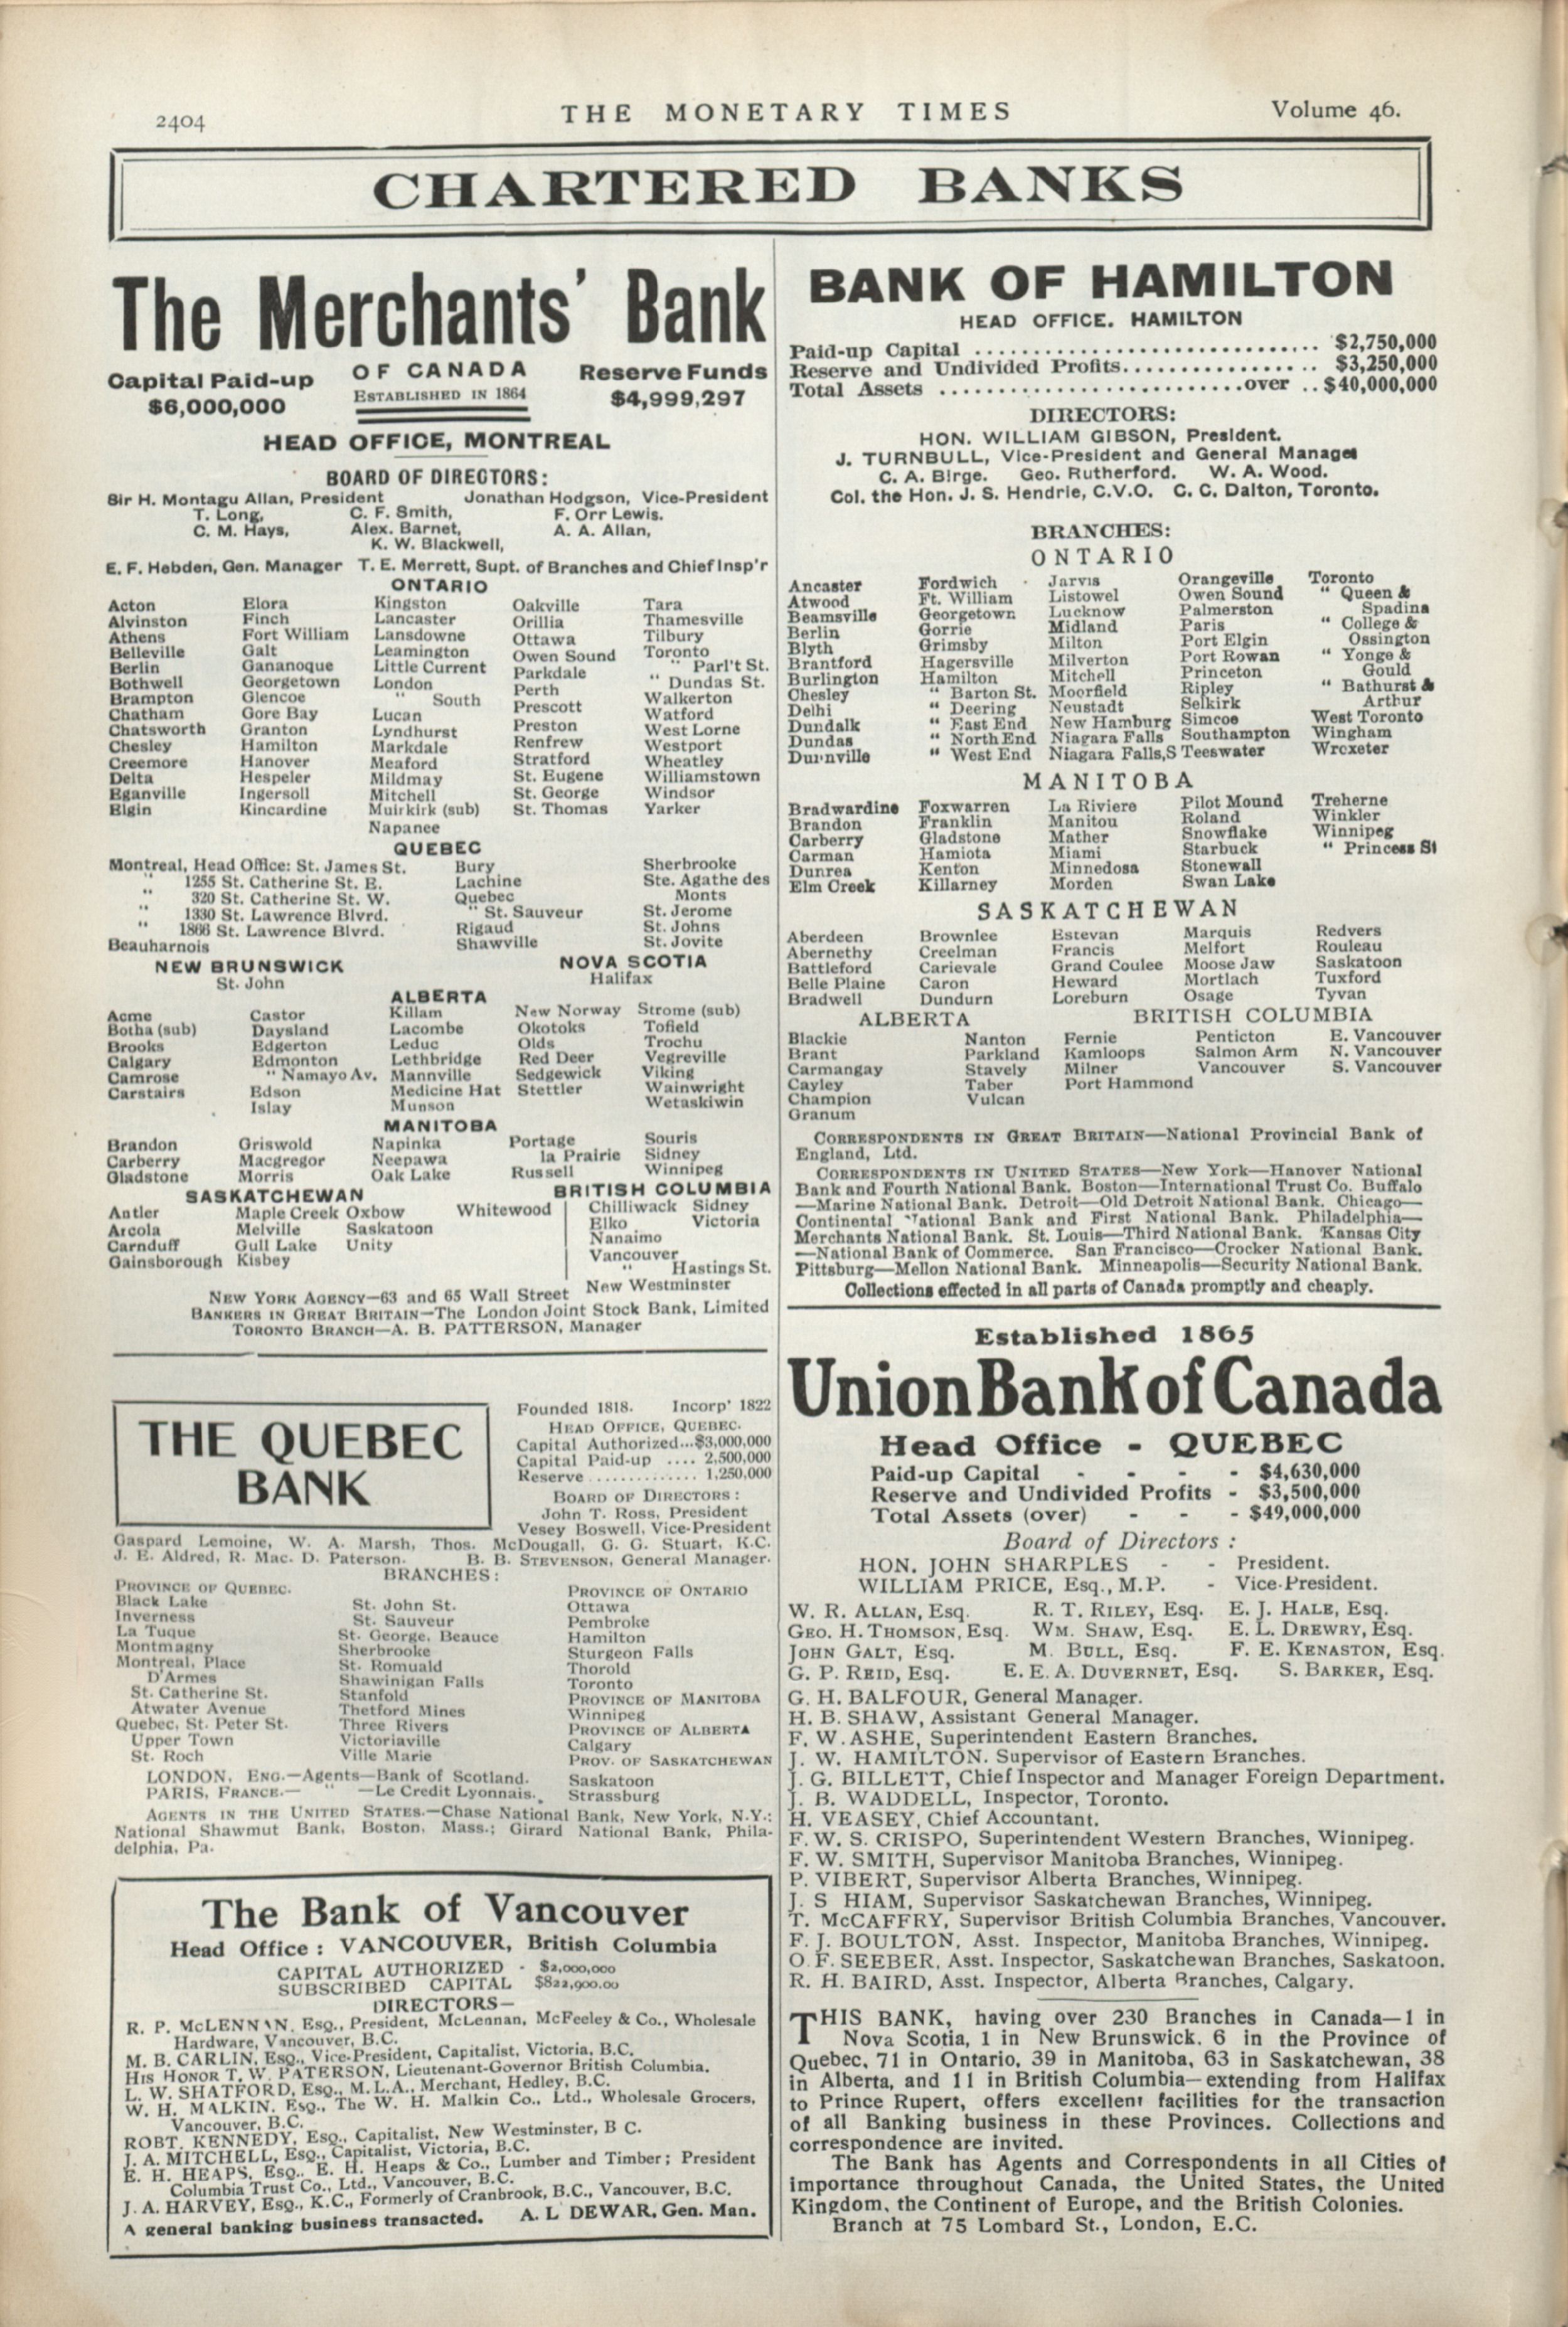 2404
THE MONETARY TIMES
Volume 46.
CHARTERED BANKS
The Merchants' Bank
OF CANADA
Capital Paid-up
$6,000,000
ESTABLISHED IN 1864
Reserve Funds
$4,999,297
HEAD OFFICE, MONTREAL
BOARD OF DIRECTORS:
Sir H. Montagu Allan, President Jonathan Hodgson, Vice-President
T. Long, C. F. Smith, F. Orr Lewis.
C. M. Hays, Alex. Barnet, A. A. Allan,
K. W. Blackwell,
E. F. Hebden, Gen. Manager T. E. Merrett, Supt. of Branches and Chief Insp'r
ONTARIO
Acton Elora Kingston Oakville Tara
Alvinston Finch Lancaster Orillia Thamesville
Athens Fort William Lansdowne Ottawa Tilbury
Belleville Galt Leamington Owen Sound Toronto
Berlin Gananoque Little Current Parkdale " Parl't St.
Bothwell Georgetown London Perth " Dundas St.
Brampton Glencoe " South Prescott Walkerton
Chatham Gore Bay Lucan Preston Watford
Chatsworth Granton Lyndhurst Renfrew West Lorne
Chesley Hamilton Markdale Stratford Westport
Creemore Hanover Meaford St. Eugene Wheatley
Delta Hespeler Mildmay St. George Williamstown
Eganville Ingersoll Mitchell St. Thomas Windsor
Elgin Kincardine Muirkirk (sub) Yarker
Napanee
QUEBEC
Montreal, Head Office: St. James St. Bury Sherbrooke
" 1255 St. Catherine St. E. Lachine Ste. Agathe des
" 320 St. Catherine St. W. Quebec Monts
" 1330 St. Lawrence Blvrd. " St. Sauveur St. Jerome
" 1866 St. Lawrence Blvrd. Rigaud St. Johns
Beauharnois Shawville St. Jovite
NEW BRUNSWICK NOVA SCOTIA
St. John Halifax
ALBERTA
Acme Castor Killam New Norway Strome (sub)
Botha (sub) Daysland Lacombe Okotoks Tofield
Brooks Edgerton Leduc Olds Trochu
Calgary Edmonton Lethbridge Red Deer Vegreville
Camrose " Namayo Av. Mannville Sedgewick Viking
Carstairs Edson Medicine Hat Stettler Wainwright
Islay Munson Wetaskiwin
MANITOBA
Brandon Griswold Napinka Portage Souris
Carberry Macgregor Neepawa la Prairie Sidney
Gladstone Morris Oak Lake Russell Winnipeg
SASKATCHEWAN BRITISH COLUMBIA
Antler Maple Creek Oxbow Whitewood Chilliwack Sidney
Arcola Melville Saskatoon Elko Victoria
Carnduff Gull Lake Unity Nanaimo
Gainsborough Kisbey Vancouver
" Hastings St.
New Westminster
NEW YORK AGENCY—63 and 65 Wall Street
BANKERS IN GREAT BRITAIN—The London Joint Stock Bank, Limited
TORONTO BRANCH—A. B. PATTERSON, Manager
THE QUEBEC
BANK
Founded 1818. Incorp' 1822
HEAD OFFICE, QUEBEC.
Capital Authorized...$3,000,000
Capital Paid-up .... 2,500,000
Reserve ............. 1,250,000
BOARD OF DIRECTORS:
John T. Ross, President
Vesey Boswell, Vice-President
Gaspard Lemoine, W. A. Marsh, Thos. McDougall, G. G. Stuart, K.C.
J. E. Aldred, R. Mac. D. Paterson. B. B. STEVENSON, General Manager.
BRANCHES:
PROVINCE OF QUEBEC. PROVINCE OF ONTARIO
Black Lake St. John St. Ottawa
Inverness St. Sauveur Pembroke
La Tuque St. George, Beauce Hamilton
Montmagny Sherbrooke Sturgeon Falls
Montreal, Place St. Romuald Thorold
D'Armes Shawinigan Falls Toronto
St. Catherine St. Stanfold PROVINCE OF MANITOBA
Atwater Avenue Thetford Mines Winnipeg
Quebec, St. Peter St. Three Rivers PROVINCE OF ALBERTA
Upper Town Victoriaville Calgary
St. Roch Ville Marie PROV. OF SASKATCHEWAN
LONDON, ENG.—Agents—Bank of Scotland. Saskatoon
PARIS, FRANCE.— " —Le Credit Lyonnais. Strassburg
AGENTS IN THE UNITED STATES.—Chase National Bank, New York, N.Y.;
National Shawmut Bank, Boston, Mass.; Girard National Bank, Phila-
delphia, Pa.
The Bank of Vancouver
Head Office : VANCOUVER, British Columbia
CAPITAL AUTHORIZED - $2,000,000
SUBSCRIBED CAPITAL $822,900.00
DIRECTORS—
R. P. McLENNAN, Esq., President, McLennan, McFeeley & Co., Wholesale
Hardware, Vancouver, B.C.
M. B. CARLIN, Esq., Vice-President, Capitalist, Victoria, B.C.
HIS HONOR T. W. PATERSON, Lieutenant-Governor British Columbia.
L. W. SHATFORD, Esq., M.L.A., Merchant, Hedley, B.C.
W. H. MALKIN, Esq., The W. H. Malkin Co., Ltd., Wholesale Grocers,
Vancouver, B.C.
ROBT. KENNEDY, Esq., Capitalist, New Westminster, B C.
J. A. MITCHELL, Esq., Capitalist, Victoria, B.C.
E. H. HEAPS, Esq., E. H. Heaps & Co., Lumber and Timber; President
Columbia Trust Co., Ltd., Vancouver, B.C.
J. A. HARVEY, Esq., K.C., Formerly of Cranbrook, B.C., Vancouver, B.C.
A general banking business transacted. A. L DEWAR, Gen. Man.
BANK OF HAMILTON
HEAD OFFICE. HAMILTON
Paid-up Capital .............................. $2,750,000
Reserve and Undivided Profits................ $3,250,000
Total Assets ..........................over .. $40,000,000
DIRECTORS:
HON. WILLIAM GIBSON, President.
J. TURNBULL, Vice-President and General Manager
C. A. Birge. Geo. Rutherford. W. A. Wood.
Col. the Hon. J. S. Hendrie, C.V.O. C. C. Dalton, Toronto.
BRANCHES:
ONTARIO
Ancaster Fordwich Jarvis Orangeville Toronto
Atwood Ft. William Listowel Owen Sound " Queen &
Beamsville Georgetown Lucknow Palmerston Spadina
Berlin Gorrie Midland Paris " College &
Blyth Grimsby Milton Port Elgin Ossington
Brantford Hagersville Milverton Port Rowan " Yonge &
Burlington Hamilton Mitchell Princeton Gould
Chesley " Barton St. Moorfield Ripley " Bathurst &
Delhi " Deering Neustadt Selkirk Arthur
Dundalk " East End New Hamburg Simcoe West Toronto
Dundas " North End Niagara Falls Southampton Wingham
Dunnville " West End Niagara Falls,S Teeswater Wroxeter
MANITOBA
Bradwardine Foxwarren La Riviere Pilot Mound Treherne
Brandon Franklin Manitou Roland Winkler
Carberry Gladstone Mather Snowflake Winnipeg
Carman Hamiota Miami Starbuck " Princess St
Dunrea Kenton Minnedosa Stonewall
Elm Creek Killarney Morden Swan Lake
SASKATCHEWAN
Aberdeen Brownlee Estevan Marquis Redvers
Abernethy Creelman Francis Melfort Rouleau
Battleford Carievale Grand Coulee Moose Jaw Saskatoon
Belle Plaine Caron Heward Mortlach Tuxford
Bradwell Dundurn Loreburn Osage Tyvan
ALBERTA BRITISH COLUMBIA
Blackie Nanton Fernie Penticton E. Vancouver
Brant Parkland Kamloops Salmon Arm N. Vancouver
Carmangay Stavely Milner Vancouver S. Vancouver
Cayley Taber Port Hammond
Champion Vulcan
Granum
CORRESPONDENTS IN GREAT BRITAIN—National Provincial Bank of
England, Ltd.
CORRESPONDENTS IN UNITED STATES—New York—Hanover National
Bank and Fourth National Bank. Boston—International Trust Co. Buffalo
—Marine National Bank. Detroit—Old Detroit National Bank. Chicago—
Continental National Bank and First National Bank. Philadelphia—
Merchants National Bank. St. Louis—Third National Bank. Kansas City
—National Bank of Commerce. San Francisco—Crocker National Bank.
Pittsburg—Mellon National Bank. Minneapolis—Security National Bank.
Collections effected in all parts of Canada promptly and cheaply.
Established 1865
Union Bank of Canada
Head Office - QUEBEC
Paid-up Capital - - - - $4,630,000
Reserve and Undivided Profits - $3,500,000
Total Assets (over) - - - $49,000,000
Board of Directors :
HON. JOHN SHARPLES - - President.
WILLIAM PRICE, Esq., M.P. - Vice-President.
W. R. ALLAN, Esq. R. T. RILEY, Esq. E. J. HALE, Esq.
GEO. H. THOMSON, Esq. WM. SHAW, Esq. E. L. DREWRY, Esq.
JOHN GALT, Esq. M. BULL, Esq. F. E. KENASTON, Esq.
G. P. REID, Esq. E. E. A. DUVERNET, Esq. S. BARKER, Esq.
G. H. BALFOUR, General Manager.
H. B. SHAW, Assistant General Manager.
F. W. ASHE, Superintendent Eastern Branches.
J. W. HAMILTON. Supervisor of Eastern Branches.
J. G. BILLETT, Chief Inspector and Manager Foreign Department.
J. B. WADDELL, Inspector, Toronto.
H. VEASEY, Chief Accountant.
F. W. S. CRISPO, Superintendent Western Branches, Winnipeg.
F. W. SMITH, Supervisor Manitoba Branches, Winnipeg.
P. VIBERT, Supervisor Alberta Branches, Winnipeg.
J. S HIAM, Supervisor Saskatchewan Branches, Winnipeg.
T. McCAFFRY, Supervisor British Columbia Branches, Vancouver.
F. J. BOULTON, Asst. Inspector, Manitoba Branches, Winnipeg.
O. F. SEEBER, Asst. Inspector, Saskatchewan Branches, Saskatoon.
R. H. BAIRD, Asst. Inspector, Alberta Branches, Calgary.
THIS BANK, having over 230 Branches in Canada—1 in
Nova Scotia, 1 in New Brunswick. 6 in the Province of
Quebec, 71 in Ontario, 39 in Manitoba, 63 in Saskatchewan, 38
in Alberta, and 11 in British Columbia—extending from Halifax
to Prince Rupert, offers excellent facilities for the transaction
of all Banking business in these Provinces. Collections and
correspondence are invited.
The Bank has Agents and Correspondents in all Cities of
importance throughout Canada, the United States, the United
Kingdom, the Continent of Europe, and the British Colonies.
Branch at 75 Lombard St., London, E.C.